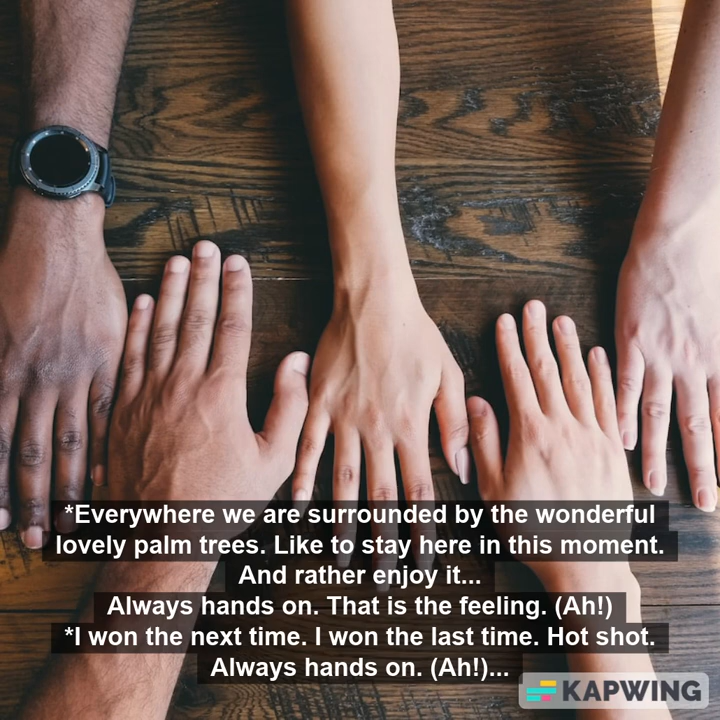 *Everywhere we are surrounded by the wonderful
lovely palm trees. Like to stay here in this moment.
And rather enjoy it...
Always hands on. That is the feeling. (Ah!)
*I won the next time. I won the last time. Hot shot.
Always hands on. (Ah!)...
KAPWING